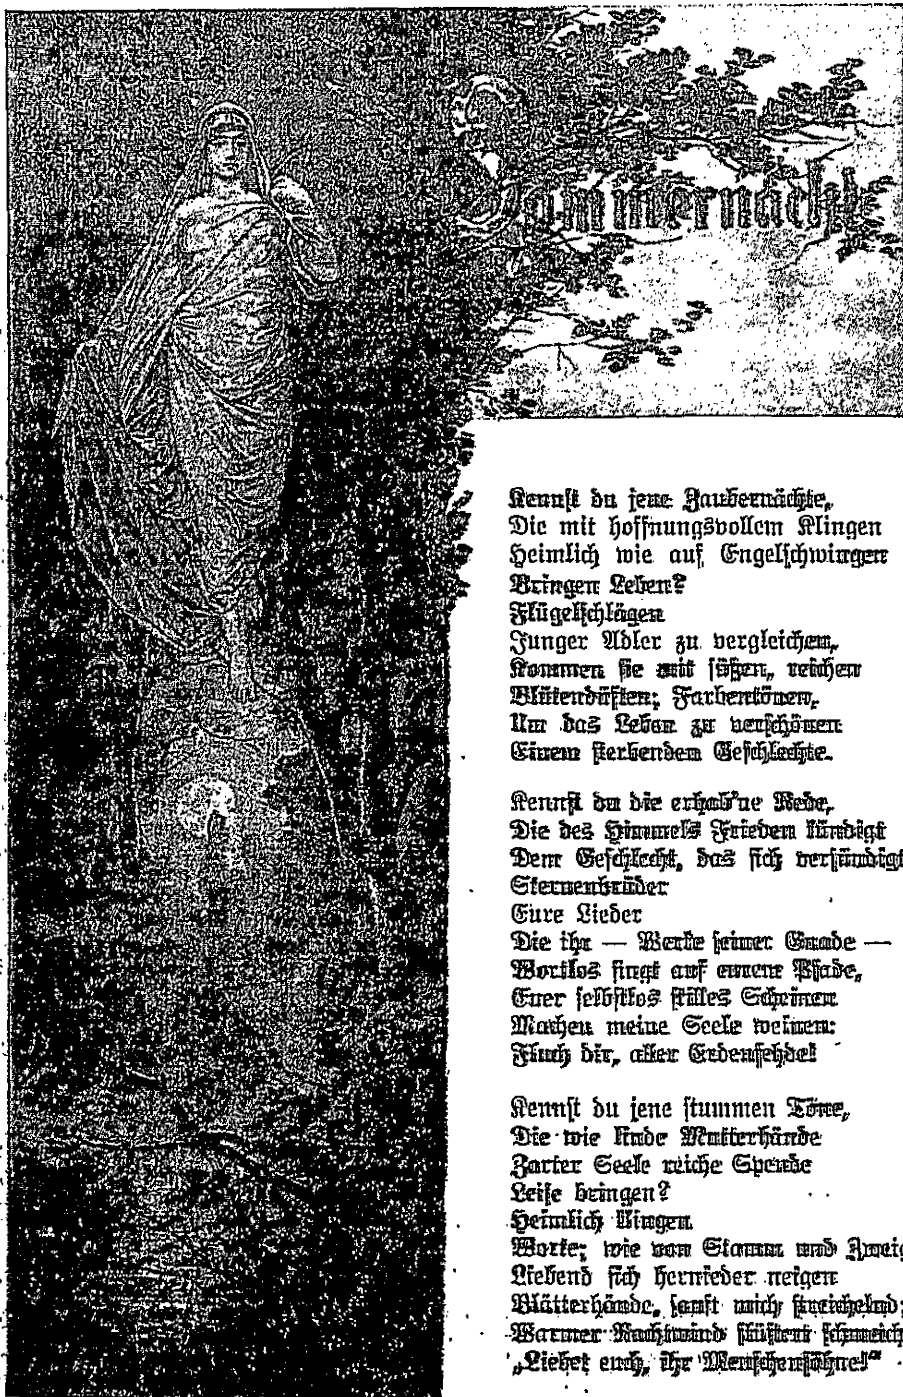 Sommernacht
Kennst du jene Zaubernächte,
Die mit hoffnungsvollem Klingen
Heimlich wie auf Engelschwingen
Bringen Leben?
Flügelschlägen
Junger Adler zu vergleichen,
Kommen sie mit süßen, reichen
Blütendüften; Farbentönen,
Um das Leben zu verschönen
Einem sterbendem Geschlechte.
Kennst du die erhab'ne Rede,
Die des Himmels Frieden kündigt
Dem Geschlecht, das sich versündigt
Sternenbrüder
Eure Lieder
Die ihr — Werke seiner Gnade —
Wortlos singt auf eurem Pfade,
Euer selbstlos stilles Scheinen
Machen meine Seele weinen:
Fluch dir, aller Erdenfehde!
Kennst du jene stummen Töne,
Die wie linde Mutterhände
Zarter Seele reiche Spende
Leise bringen?
Heimlich klingen
Worte; wie von Stamm und Zweig
Liebend sich hernieder neigen
Blätterhände, sanft mich streichelnd;
Warmer Nachtwind flüstert schmeich
„Liebet euch, ihr Menschensöhne!“